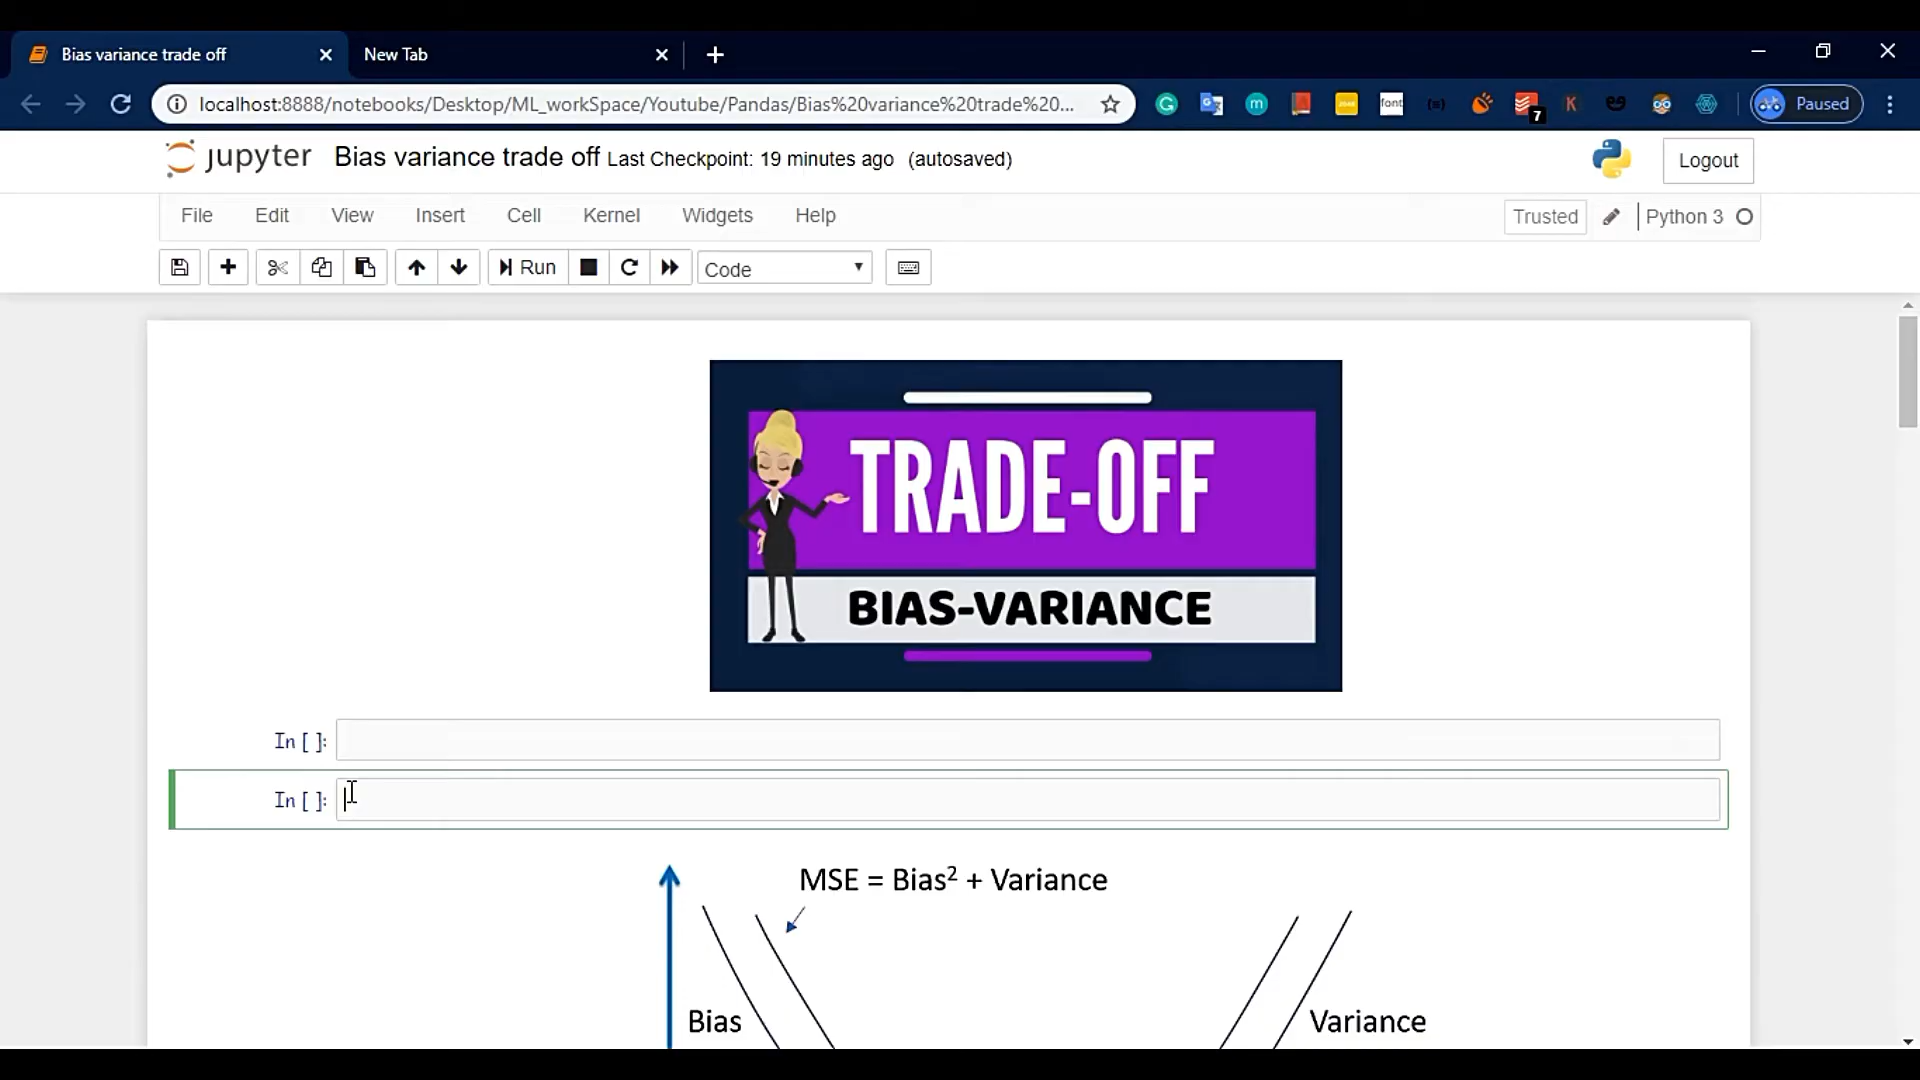 Bias variance trade off
New Tab
localhost:8888/notebooks/Desktop/ML_workSpace/Youtube/Pandas/Bias%20variance%20trade%20...
font
7
K
Paused
jupyter Bias variance trade off Last Checkpoint: 19 minutes ago (autosaved)
Logout
File Edit View Insert Cell Kernel Widgets Help
Trusted
Python 3
Run
Code
TRADE-OFF
BIAS-VARIANCE
In [ ]:
In [ ]:
MSE = Bias² + Variance
Bias
Variance